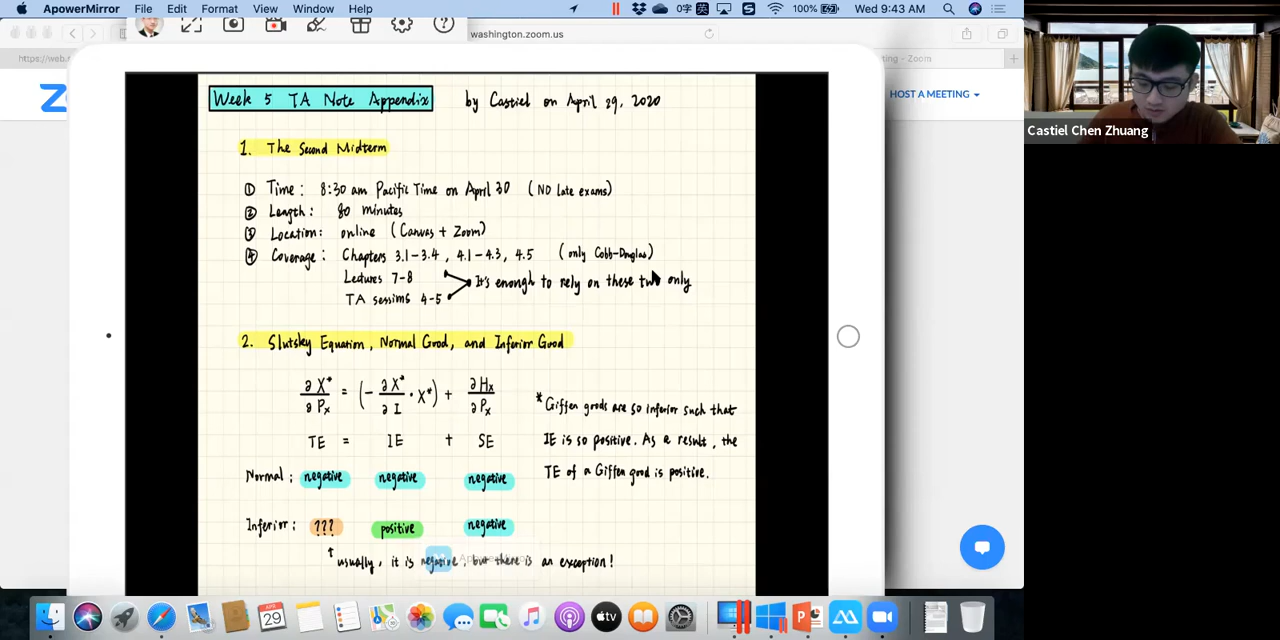 ApowerMirror File Edit Format View Window Help
100% Wed 9:43 AM
washington.zoom.us
https://web.
ting - Zoom
HOST A MEETING
Castiel Chen Zhuang
Week 5 TA Note Appendix by Castiel on April 29, 2020
1. The Second Midterm
① Time: 8:30 am Pacific Time on April 30 (NO late exams)
② Length: 80 minutes
③ Location: online (Canvas + Zoom)
④ Coverage: Chapters 3.1-3.4, 4.1-4.3, 4.5 (only Cobb-Douglas)
Lectures 7-8
It's enough to rely on these two only
TA sessions 4-5
2. Slutsky Equation, Normal Good, and Inferior Good
∂X*/∂Px = (-∂X*/∂I · X*) + ∂Hx/∂Px
TE = IE + SE
* Giffen goods are so inferior such that
IE is so positive. As a result, the
TE of a Giffen good is positive.
Normal: negative negative negative
Inferior: ??? positive negative
usually, it is negative, but there is an exception!
APR
29
tv